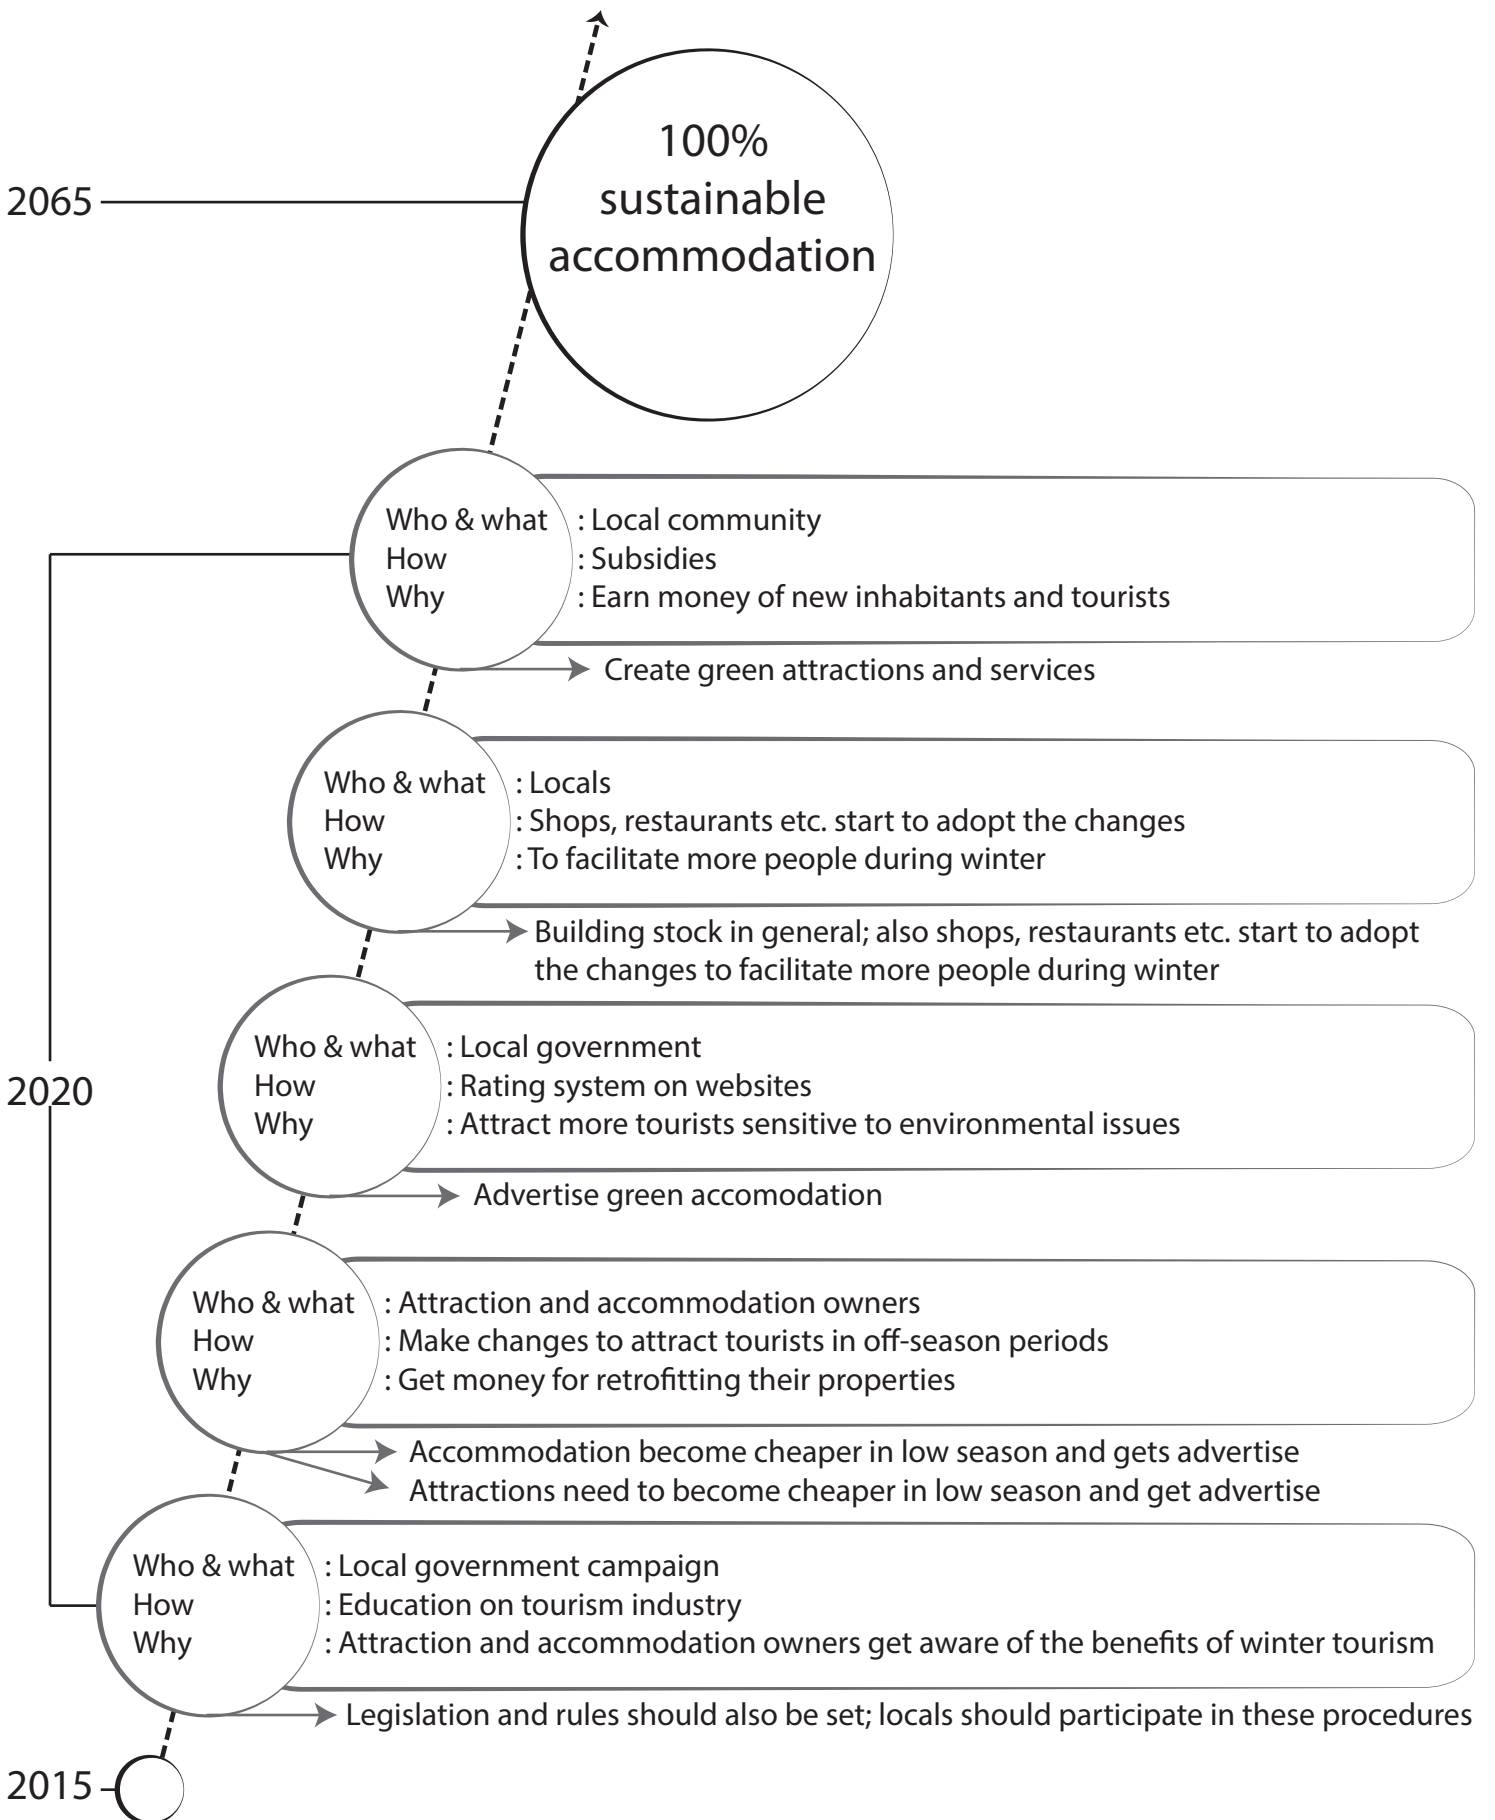 100%
sustainable
accommodation
2065
Who & what : Local community
How : Subsidies
Why : Earn money of new inhabitants and tourists
Create green attractions and services
Who & what : Locals
How : Shops, restaurants etc. start to adopt the changes
Why : To facilitate more people during winter
Building stock in general; also shops, restaurants etc. start to adopt
the changes to facilitate more people during winter
Who & what : Local government
How : Rating system on websites
Why : Attract more tourists sensitive to environmental issues
2020
Advertise green accomodation
Who & what : Attraction and accommodation owners
How : Make changes to attract tourists in off-season periods
Why : Get money for retrofitting their properties
Accommodation become cheaper in low season and gets advertise
Attractions need to become cheaper in low season and get advertise
Who & what : Local government campaign
How : Education on tourism industry
Why : Attraction and accommodation owners get aware of the benefits of winter tourism
Legislation and rules should also be set; locals should participate in these procedures
2015